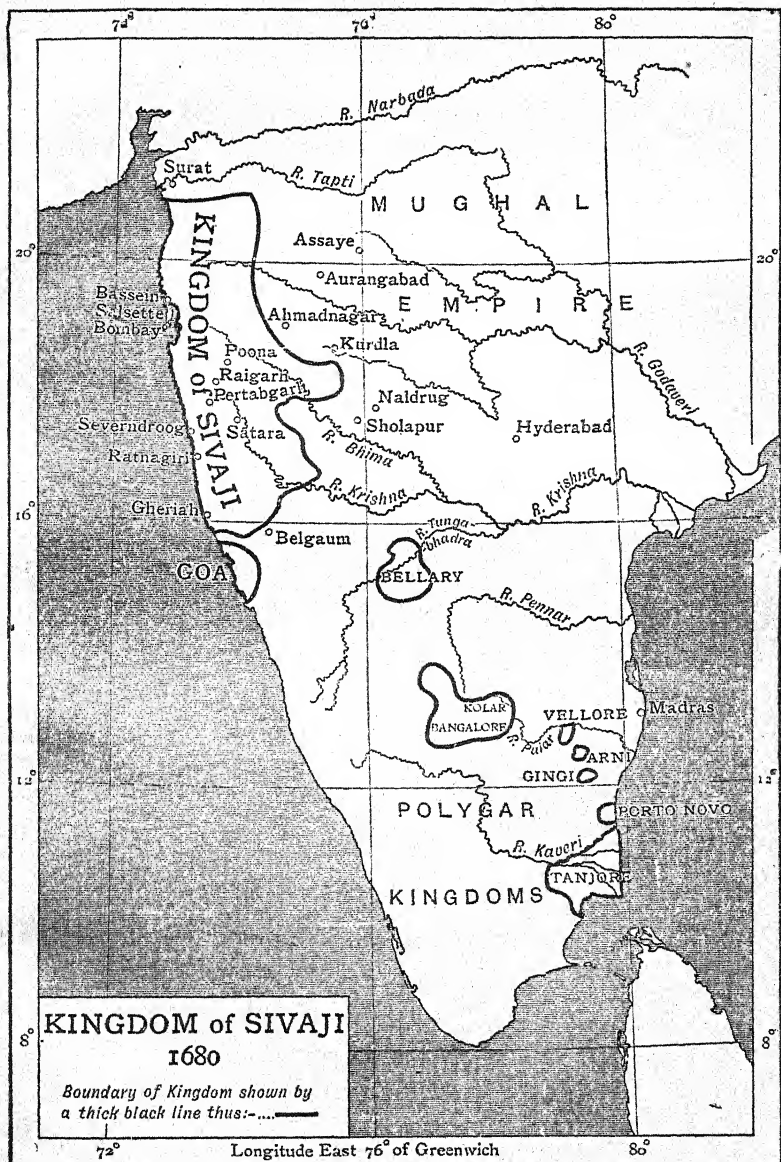 72° 76° 80°
R. Narbada
Surat
R. Tapti
MUGHAL
20° 20°
Assaye
KINGDOM of SIVAJI
Aurangabad
EMPIRE
Bassein
Salsette
Bombay
Ahmadnagar
Kurdla
Poona
Raigarh
Pertabgarh
R. Godaveri
Naldrug
Severndroog
Satara
Sholapur
Hyderabad
Ratnagiri
R. Bhima
R. Krishna
R. Krishna
Gheriah
16° 16°
Belgaum
R. Tunga-
bhadra
GOA
BELLARY
R. Pennar
KOLAR
BANGALORE
VELLORE
Madras
R. Palar
ARNI
GINGI
12° 12°
POLYGAR
PORTO NOVO
R. Kaveri
TANJORE
KINGDOMS
KINGDOM of SIVAJI
1680
8° 8°
Boundary of Kingdom shown by
a thick black line thus:-....
72° Longitude East 76° of Greenwich 80°